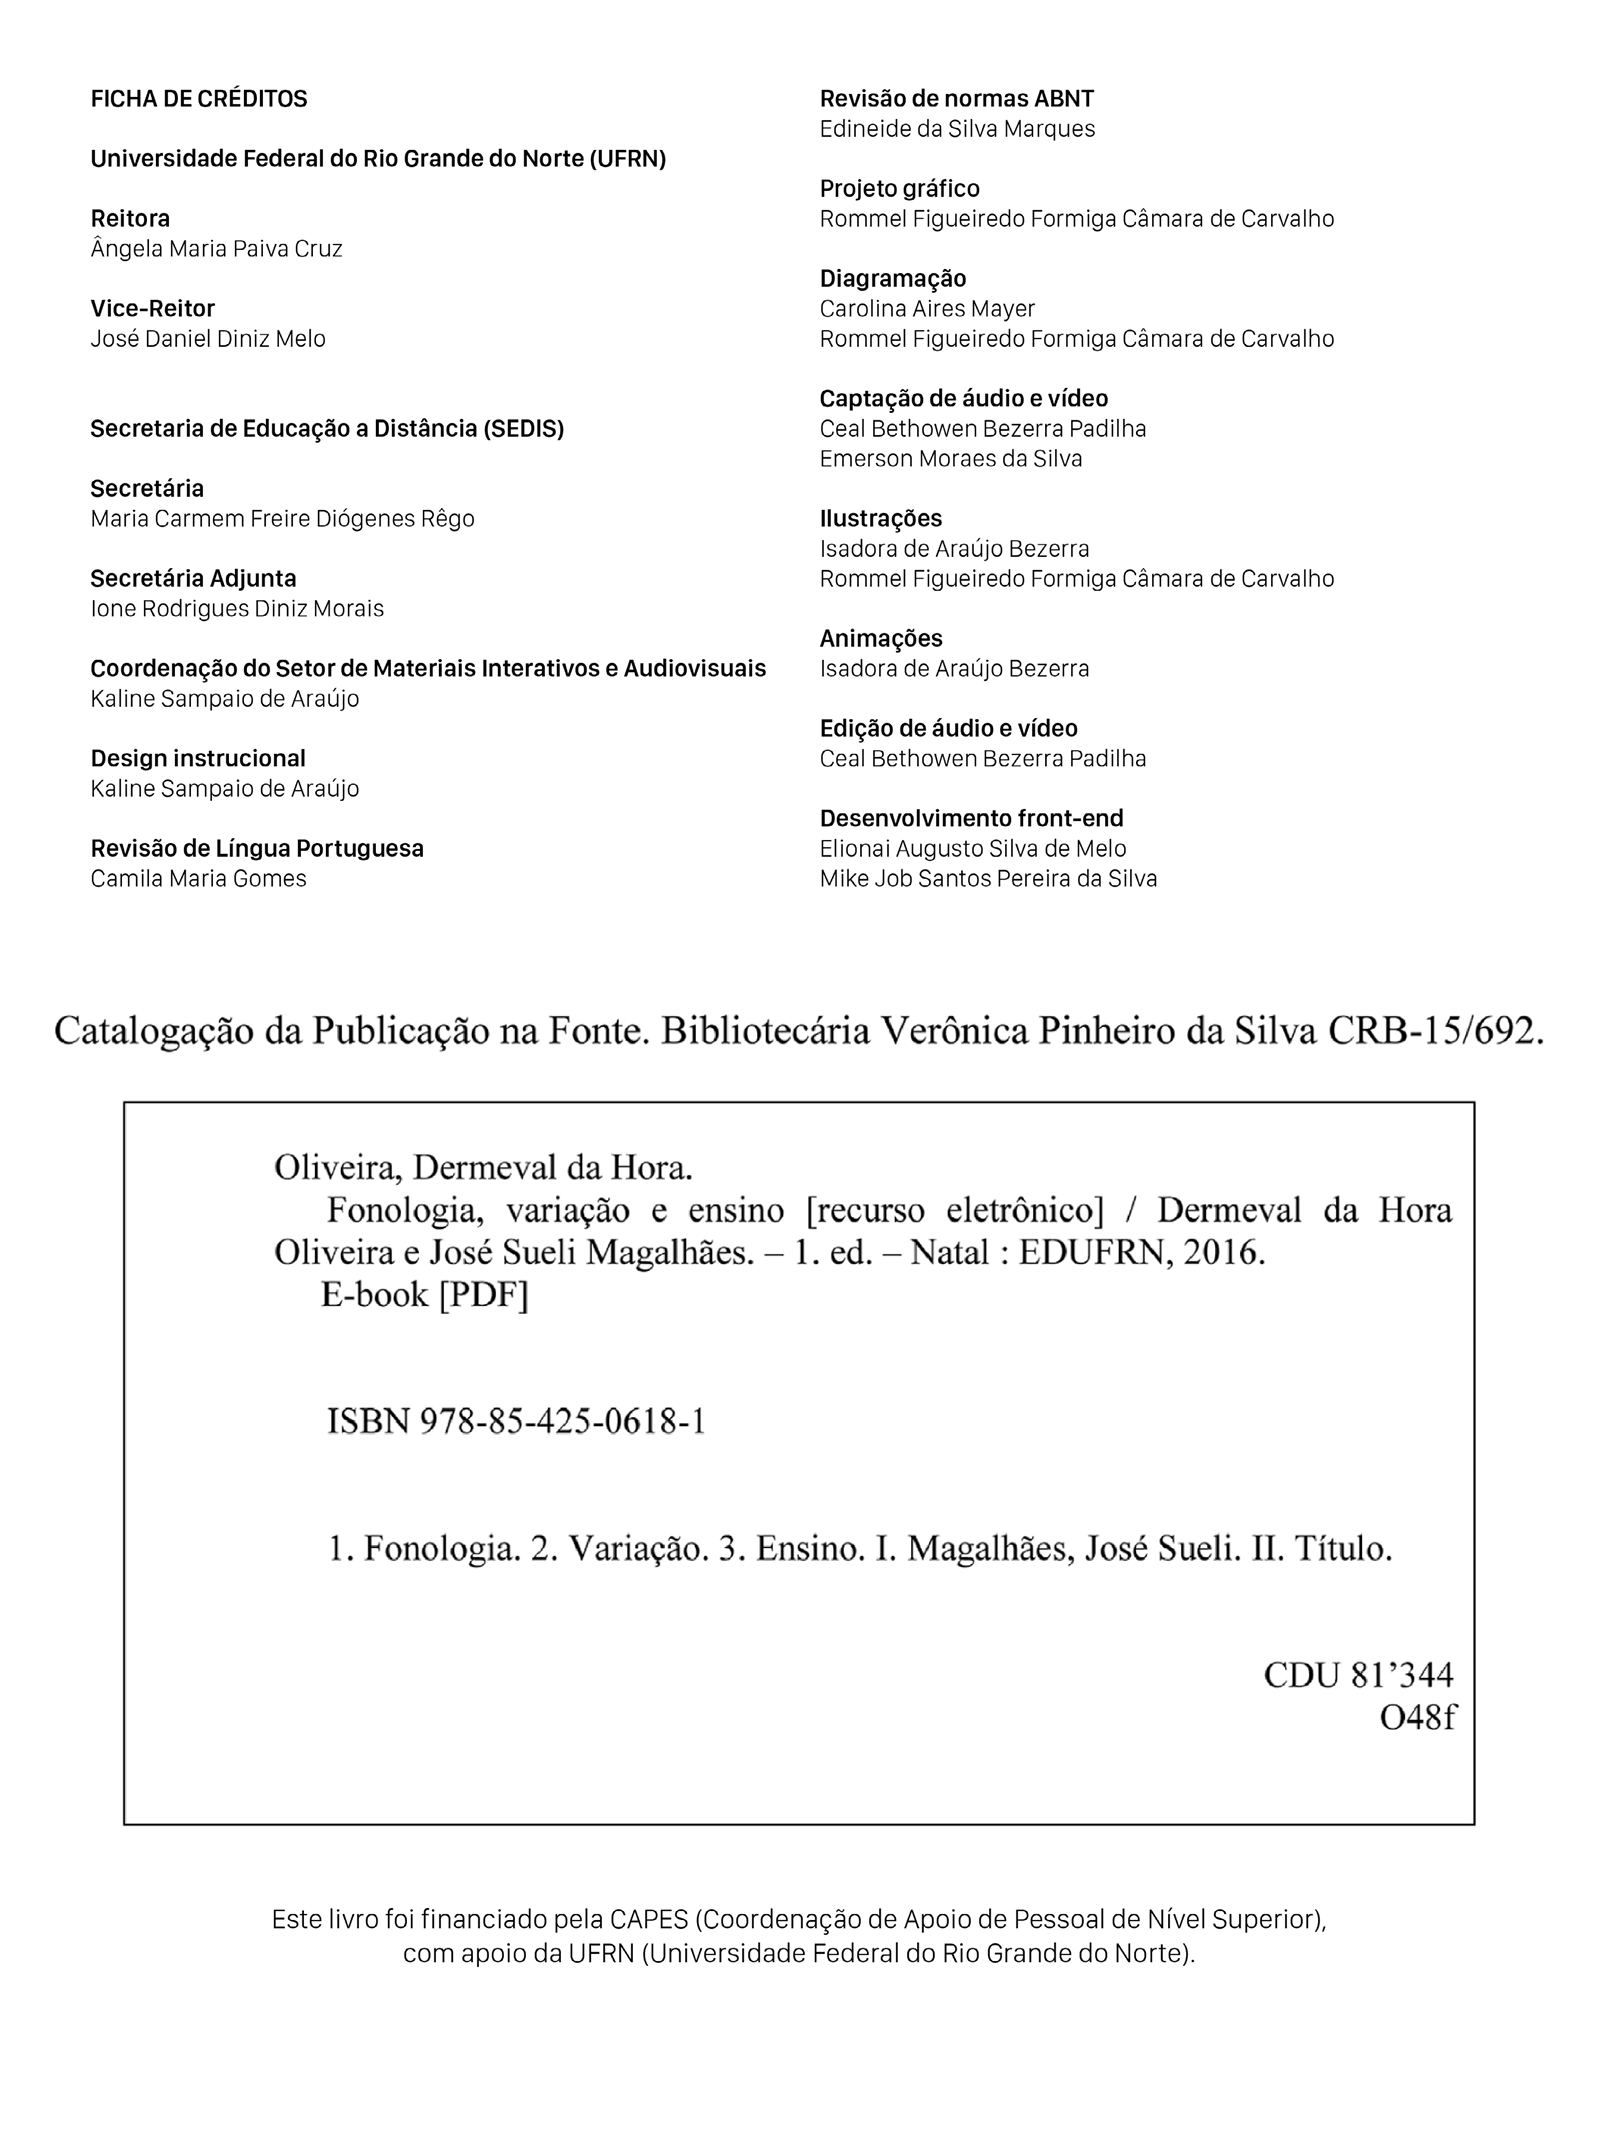 FICHA DE CRÉDITOS
Universidade Federal do Rio Grande do Norte (UFRN)
Reitora
Ângela Maria Paiva Cruz
Vice-Reitor
José Daniel Diniz Melo
Secretaria de Educação a Distância (SEDIS)
Secretária
Maria Carmem Freire Diógenes Rêgo
Secretária Adjunta
Ione Rodrigues Diniz Morais
Coordenação do Setor de Materiais Interativos e Audiovisuais
Kaline Sampaio de Araújo
Design instrucional
Kaline Sampaio de Araújo
Revisão de Língua Portuguesa
Camila Maria Gomes
Revisão de normas ABNT
Edineide da Silva Marques
Projeto gráfico
Rommel Figueiredo Formiga Câmara de Carvalho
Diagramação
Carolina Aires Mayer
Rommel Figueiredo Formiga Câmara de Carvalho
Captação de áudio e vídeo
Ceal Bethowen Bezerra Padilha
Emerson Moraes da Silva
Ilustrações
Isadora de Araújo Bezerra
Rommel Figueiredo Formiga Câmara de Carvalho
Animações
Isadora de Araújo Bezerra
Edição de áudio e vídeo
Ceal Bethowen Bezerra Padilha
Desenvolvimento front-end
Elionai Augusto Silva de Melo
Mike Job Santos Pereira da Silva
Catalogação da Publicação na Fonte. Bibliotecária Verônica Pinheiro da Silva CRB-15/692.
Oliveira, Dermeval da Hora.
Fonologia, variação e ensino [recurso eletrônico] / Dermeval da Hora
Oliveira e José Sueli Magalhães. – 1. ed. – Natal : EDUFRN, 2016.
E-book [PDF]
ISBN 978-85-425-0618-1
1. Fonologia. 2. Variação. 3. Ensino. I. Magalhães, José Sueli. II. Título.
CDU 81’344
O48f
Este livro foi financiado pela CAPES (Coordenação de Apoio de Pessoal de Nível Superior),
com apoio da UFRN (Universidade Federal do Rio Grande do Norte).